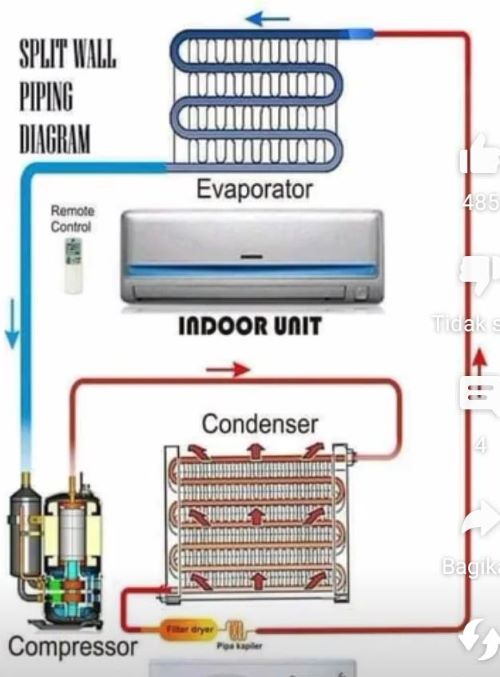 SPLIT WALL
PIPING
DIAGRAM
Evaporator
Remote
Control
485
INDOOR UNIT
Tidak s
Condenser
4
Bagik
Filter dryer
Pipa kapiler
Compressor